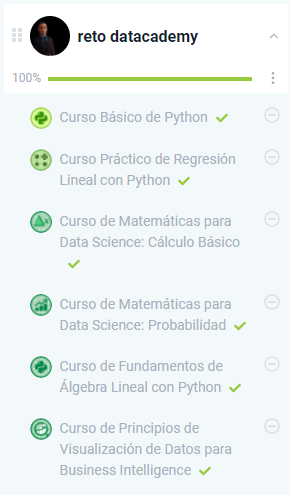 reto datacademy
100%
Curso Básico de Python
Curso Práctico de Regresión
Lineal con Python
Curso de Matemáticas para
Data Science: Cálculo Básico
Curso de Matemáticas para
Data Science: Probabilidad
Curso de Fundamentos de
Álgebra Lineal con Python
Curso de Principios de
Visualización de Datos para
Business Intelligence